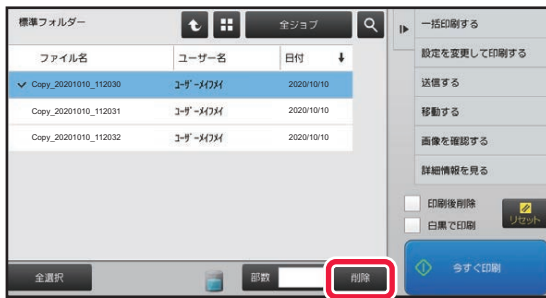 標準フォルダー
全ジョブ
ファイル名 ユーザー名 日付
Copy_20201010_112030 ﾕｰｻﾞｰﾒｲﾌﾒｲ 2020/10/10
Copy_20201010_112031 ﾕｰｻﾞｰﾒｲﾌﾒｲ 2020/10/10
Copy_20201010_112032 ﾕｰｻﾞｰﾒｲﾌﾒｲ 2020/10/10
全選択
部数
削除
一括印刷する
設定を変更して印刷する
送信する
移動する
画像を確認する
詳細情報を見る
印刷後削除
白黒で印刷
リセット
今すぐ印刷